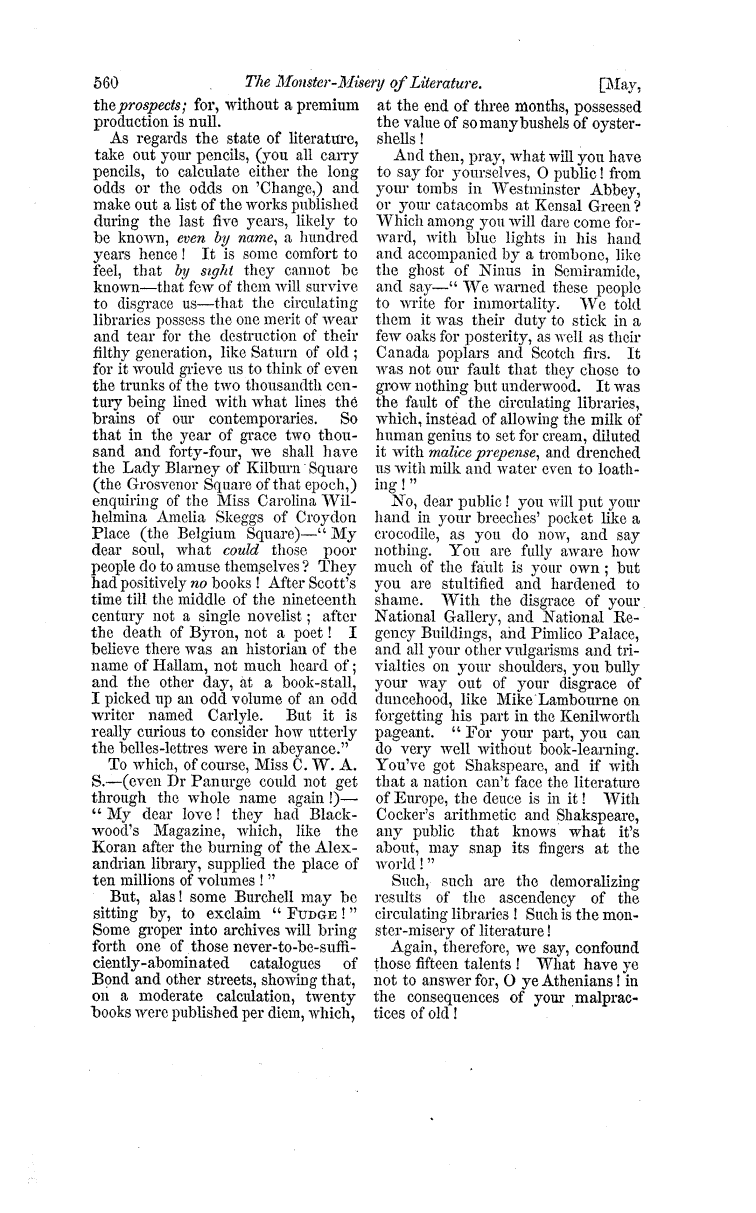 560 The Monster-Misery of Literature. [May,
the prospects; for, without a premium
production is null.
As regards the state of literature,
take out your pencils, (you all carry
pencils, to calculate either the long
odds or the odds on 'Change,) and
make out a list of the works published
during the last five years, likely to
be known, even by name, a hundred
years hence! It is some comfort to
feel, that by sight they cannot be
known—that few of them will survive
to disgrace us—that the circulating
libraries possess the one merit of wear
and tear for the destruction of their
filthy generation, like Saturn of old;
for it would grieve us to think of even
the trunks of the two thousandth cen-
tury being lined with what lines the
brains of our contemporaries. So
that in the year of grace two thou-
sand and forty-four, we shall have
the Lady Blarney of Kilburn Square
(the Grosvenor Square of that epoch,)
enquiring of the Miss Carolina Wil-
helmina Amelia Skeggs of Croydon
Place (the Belgium Square)—"My
dear soul, what could those poor
people do to amuse themselves? They
had positively no books! After Scott's
time till the middle of the nineteenth
century not a single novelist; after
the death of Byron, not a poet! I
believe there was an historian of the
name of Hallam, not much heard of;
and the other day, at a book-stall,
I picked up an odd volume of an odd
writer named Carlyle. But it is
really curious to consider how utterly
the belles-lettres were in abeyance."
To which, of course, Miss C. W. A.
S.—(even Dr Panurge could not get
through the whole name again!)—
"My dear love! they had Black-
wood's Magazine, which, like the
Koran after the burning of the Alex-
andrian library, supplied the place of
ten millions of volumes!"
But, alas! some Burchell may be
sitting by, to exclaim "FUDGE!"
Some groper into archives will bring
forth one of those never-to-be-suffi-
ciently-abominated catalogues of
Bond and other streets, showing that,
on a moderate calculation, twenty
books were published per diem, which,
at the end of three months, possessed
the value of so many bushels of oyster-
shells!
And then, pray, what will you have
to say for yourselves, O public! from
your tombs in Westminster Abbey,
or your catacombs at Kensal Green?
Which among you will dare come for-
ward, with blue lights in his hand
and accompanied by a trombone, like
the ghost of Ninus in Semiramide,
and say—"We warned these people
to write for immortality. We told
them it was their duty to stick in a
few oaks for posterity, as well as their
Canada poplars and Scotch firs. It
was not our fault that they chose to
grow nothing but underwood. It was
the fault of the circulating libraries,
which, instead of allowing the milk of
human genius to set for cream, diluted
it with malice prepense, and drenched
us with milk and water even to loath-
ing!"
No, dear public! you will put your
hand in your breeches' pocket like a
crocodile, as you do now, and say
nothing. You are fully aware how
much of the fault is your own; but
you are stultified and hardened to
shame. With the disgrace of your
National Gallery, and National Re-
gency Buildings, and Pimlico Palace,
and all your other vulgarisms and tri-
vialties on your shoulders, you bully
your way out of your disgrace of
duncehood, like Mike Lambourne on
forgetting his part in the Kenilworth
pageant. "For your part, you can
do very well without book-learning.
You've got Shakspeare, and if with
that a nation can't face the literature
of Europe, the deuce is in it! With
Cocker's arithmetic and Shakspeare,
any public that knows what it's
about, may snap its fingers at the
world!"
Such, such are the demoralizing
results of the ascendency of the
circulating libraries! Such is the mon-
ster-misery of literature!
Again, therefore, we say, confound
those fifteen talents! What have ye
not to answer for, O ye Athenians! in
the consequences of your malprac-
tices of old!